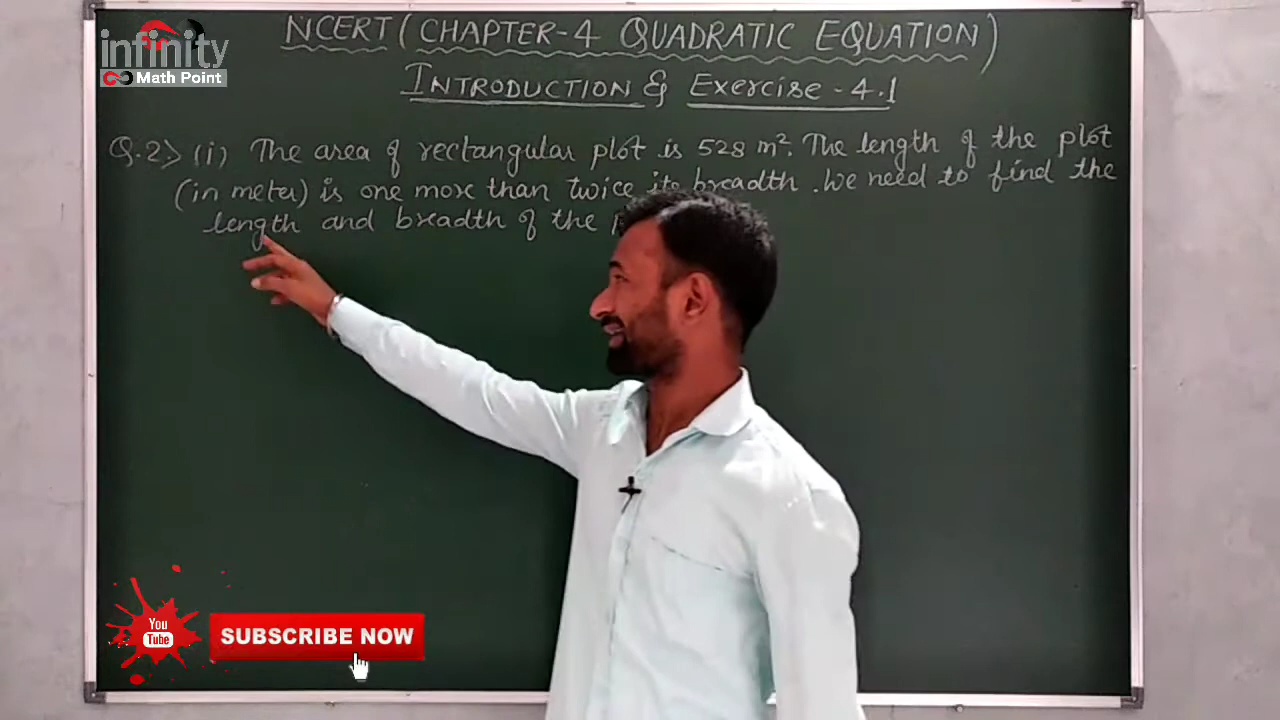 infinity
Math Point
NCERT (CHAPTER-4 QUADRATIC EQUATION)
INTRODUCTION & Exercise - 4.1
Q.2> (i) The area of rectangular plot is 528 m². The length of the plot
(in meter) is one more than twice its breadth. We need to find the
length and breadth of the
You
Tube
SUBSCRIBE NOW